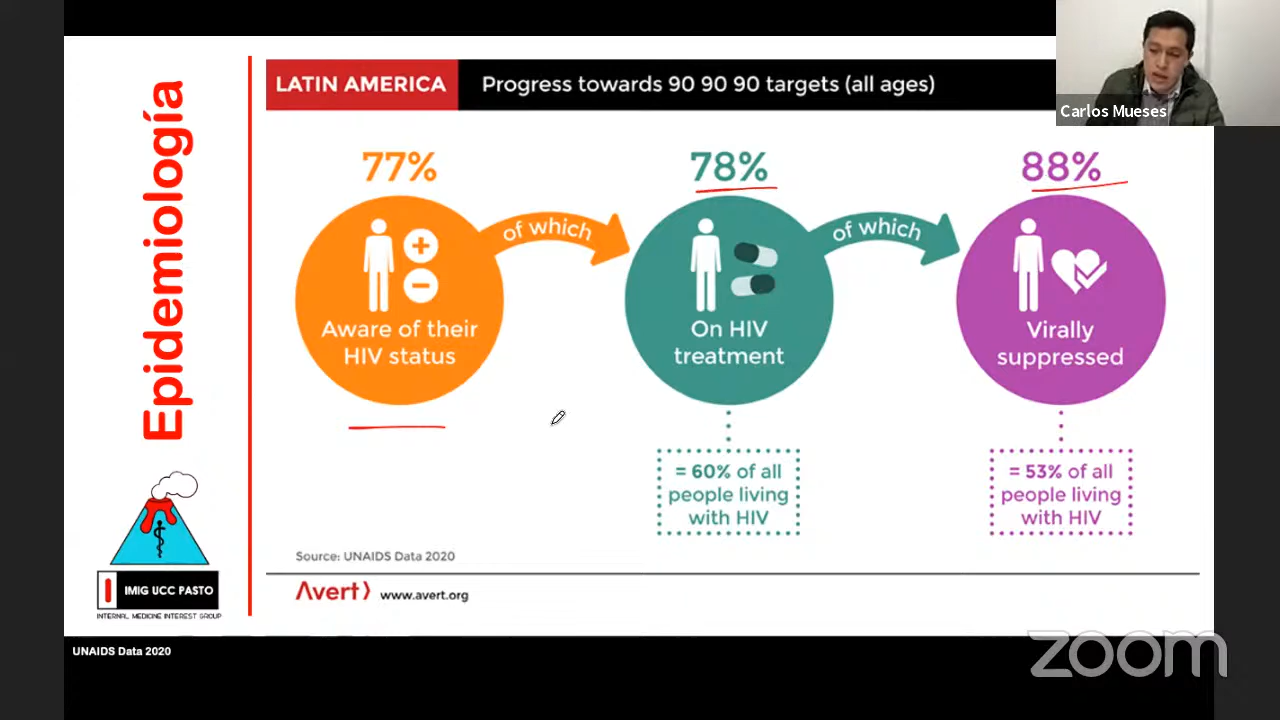 Epidemiología
LATIN AMERICA
Progress towards 90 90 90 targets (all ages)
Carlos Mueses
77%
Aware of their
HIV status
of which
78%
On HIV
treatment
of which
88%
Virally
suppressed
= 60% of all
people living
with HIV
= 53% of all
people living
with HIV
Source: UNAIDS Data 2020
Avert
www.avert.org
IMIG UCC PASTO
INTERNAL MEDICINE INTEREST GROUP
UNAIDS Data 2020
zoom